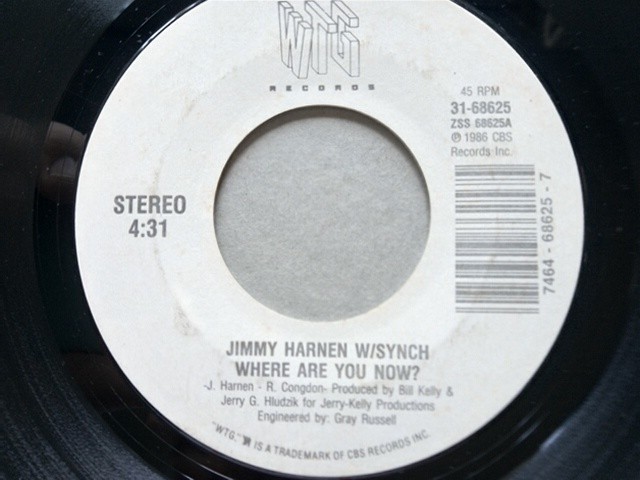 WTG
RECORDS
45 RPM
31-68625
ZSS 68625A
℗ 1986 CBS
Records Inc.
STEREO
4:31
7464 - 68625 - 7
JIMMY HARNEN W/SYNCH
WHERE ARE YOU NOW?
-J. Harnen - R. Congdon- Produced by Bill Kelly &
Jerry G. Hludzik for Jerry-Kelly Productions
Engineered by: Gray Russell
"WTG," WTG IS A TRADEMARK OF CBS RECORDS INC.